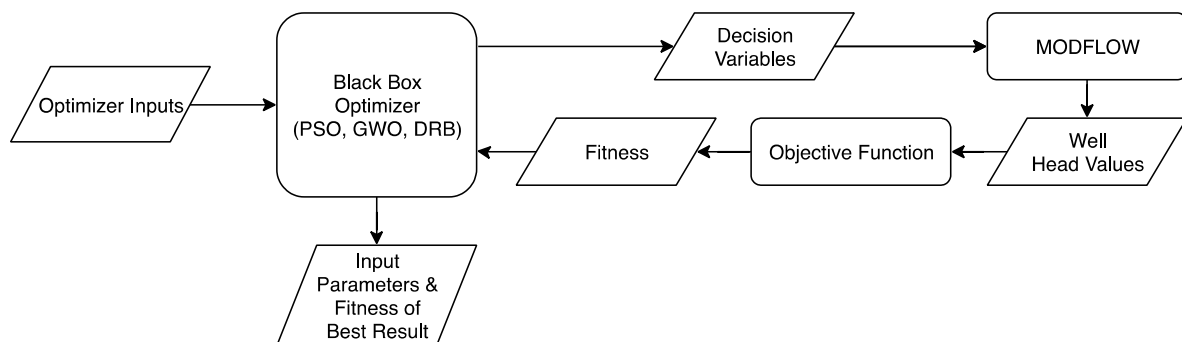 Optimizer Inputs
Black Box
Optimizer
(PSO, GWO, DRB)
Decision
Variables
MODFLOW
Fitness
Objective Function
Well
Head Values
Input
Parameters &
Fitness of
Best Result